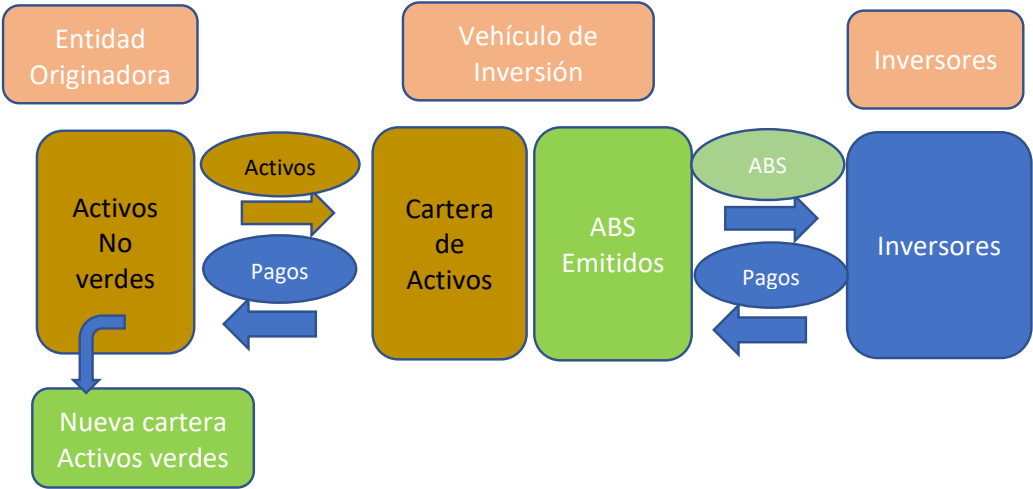 Entidad
Originadora
Vehículo de
Inversión
Inversores
Activos
No
verdes
Activos
Pagos
Cartera
de
Activos
ABS
Emitidos
ABS
Pagos
Inversores
Nueva cartera
Activos verdes